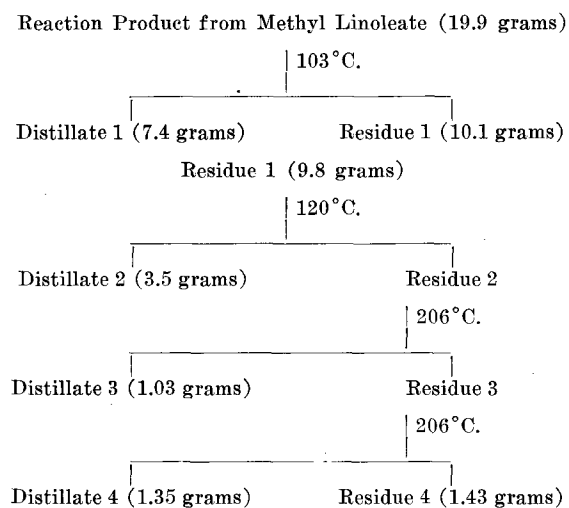 Reaction Product from Methyl Linoleate (19.9 grams)
103°C.
Distillate 1 (7.4 grams) Residue 1 (10.1 grams)
Residue 1 (9.8 grams)
120°C.
Distillate 2 (3.5 grams) Residue 2
206°C.
Distillate 3 (1.03 grams) Residue 3
206°C.
Distillate 4 (1.35 grams) Residue 4 (1.43 grams)